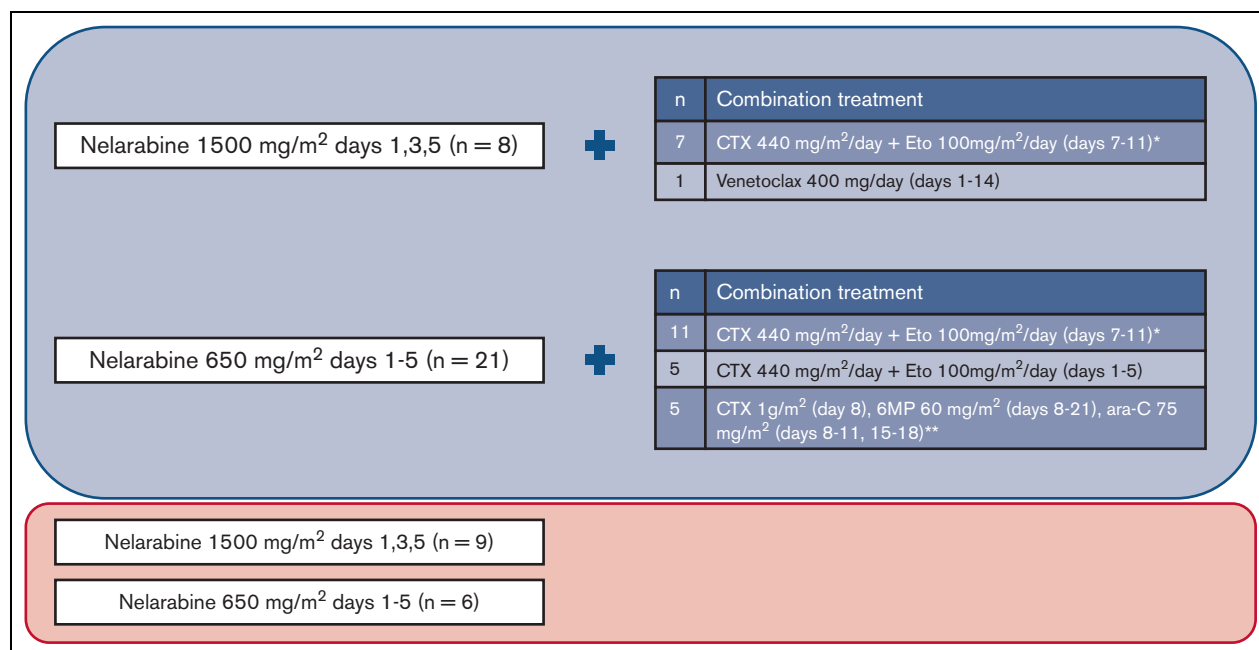 n Combination treatment
Nelarabine 1500 mg/m² days 1,3,5 (n = 8)
7 CTX 440 mg/m²/day + Eto 100mg/m²/day (days 7-11)*
1 Venetoclax 400 mg/day (days 1-14)
n Combination treatment
11 CTX 440 mg/m²/day + Eto 100mg/m²/day (days 7-11)*
Nelarabine 650 mg/m² days 1-5 (n = 21)
5 CTX 440 mg/m²/day + Eto 100mg/m²/day (days 1-5)
5 CTX 1g/m² (day 8), 6MP 60 mg/m² (days 8-21), ara-C 75
mg/m² (days 8-11, 15-18)**
Nelarabine 1500 mg/m² days 1,3,5 (n = 9)
Nelarabine 650 mg/m² days 1-5 (n = 6)